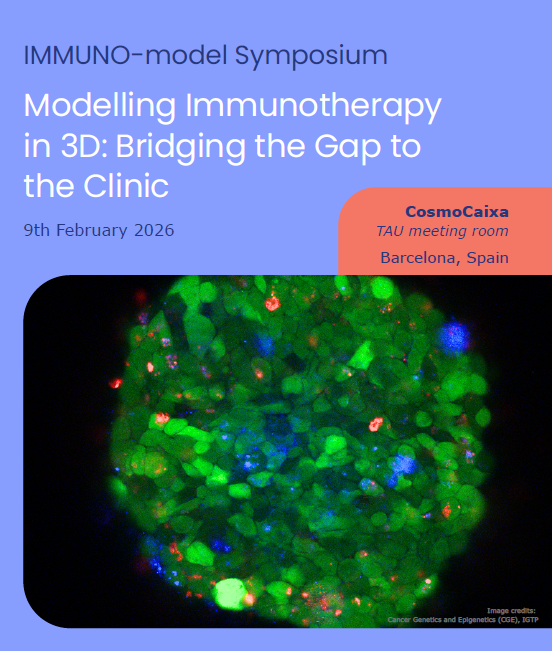 IMMUNO-model Symposium
Modelling Immunotherapy
in 3D: Bridging the Gap to
the Clinic
9th February 2026
CosmoCaixa
TAU meeting room
Barcelona, Spain
Image credits:
Cancer Genetics and Epigenetics (CGE), IGTP